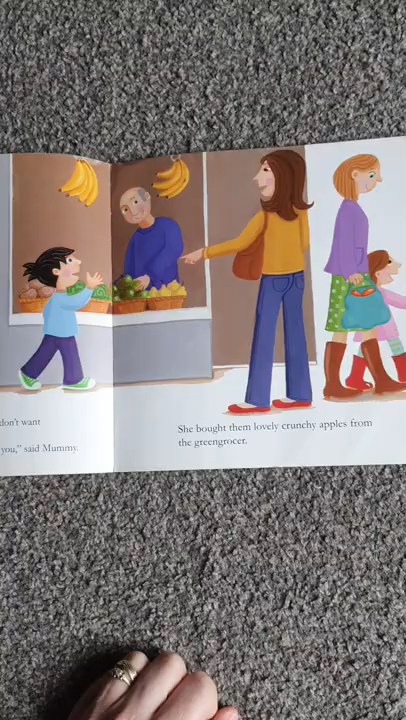 don't want
you," said Mummy.
She bought them lovely crunchy apples from
the greengrocer.